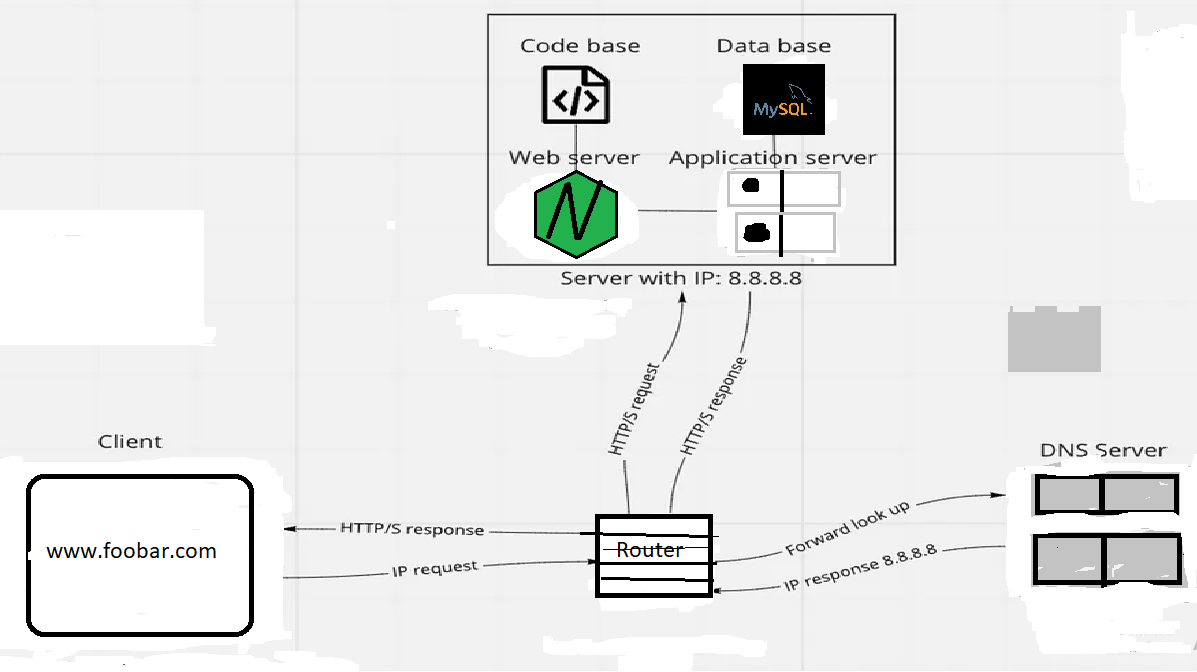 Code base
Data base
MySQL
Web server
Application server
N
Server with IP: 8.8.8.8
HTTP/S request
HTTP/S response
Client
DNS Server
www.foobar.com
HTTP/S response
IP request
Router
Forward look up
IP response 8.8.8.8